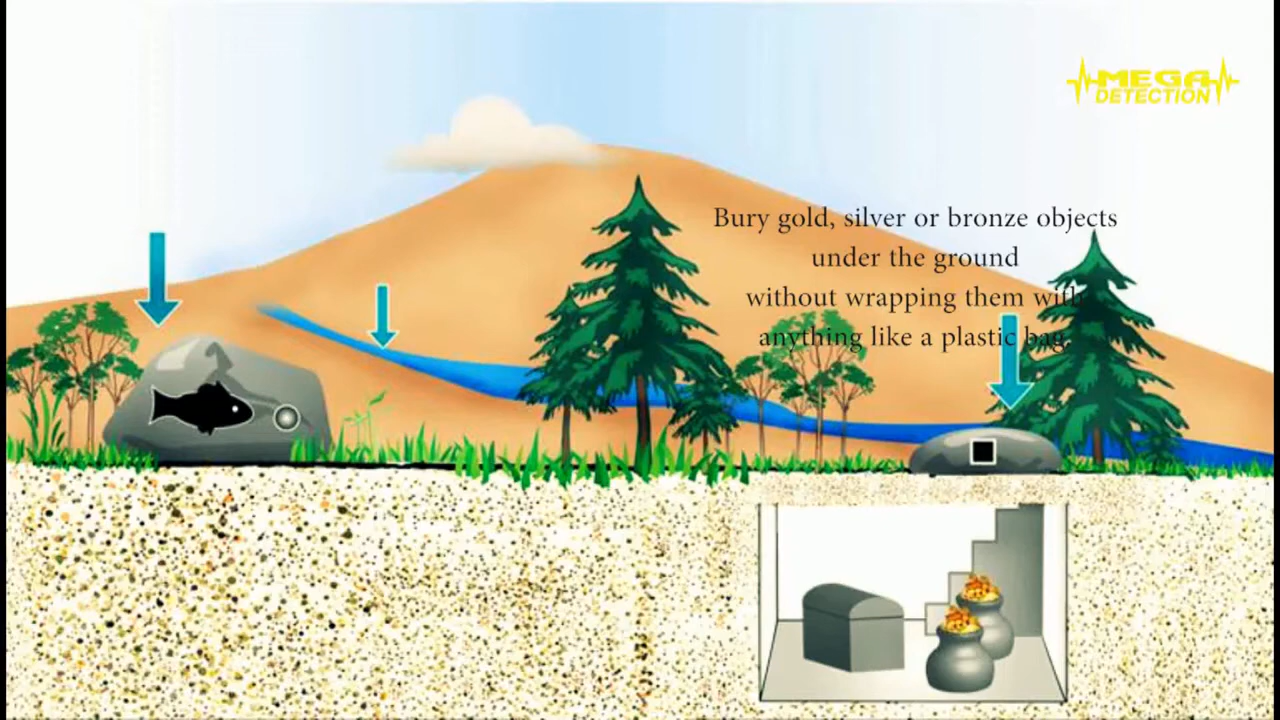 MEGA
DETECTION
Bury gold, silver or bronze objects
under the ground
without wrapping them with
anything like a plastic bag.